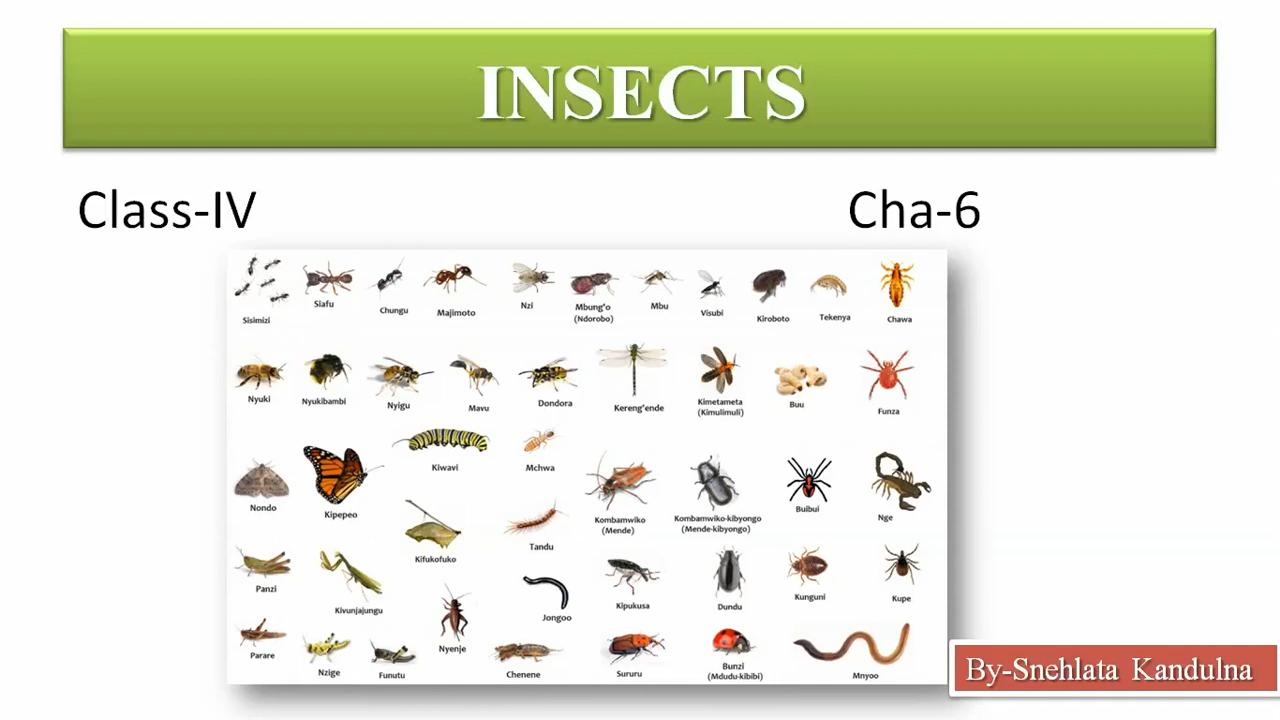 INSECTS
Class-IV Cha-6
Sisimizi Siafu Chungu Majimoto Nzi Mbung'o Mbu Visubi Kiroboto Tekenya Chawa
(Ndorobo)
Nyuki Nyukibambi Nyigu Mavu Dondora Kereng'ende Kimetameta Buu Funza
(Kimulimuli)
Kiwavi Mchwa
Nondo Kipepeo Kombamwiko Kombamwiko-kibyongo Buibui Nge
(Mende) (Mende-kibyongo)
Kifukofuko Tandu
Panzi Kivunjajungu Jongoo Kipukusa Dundu Kunguni Kupe
Parare Nzige Funutu Nyenje Chenene Sururu Bunzi Mnyoo
(Mdudu-kibibi)
By-Snehlata Kandulna